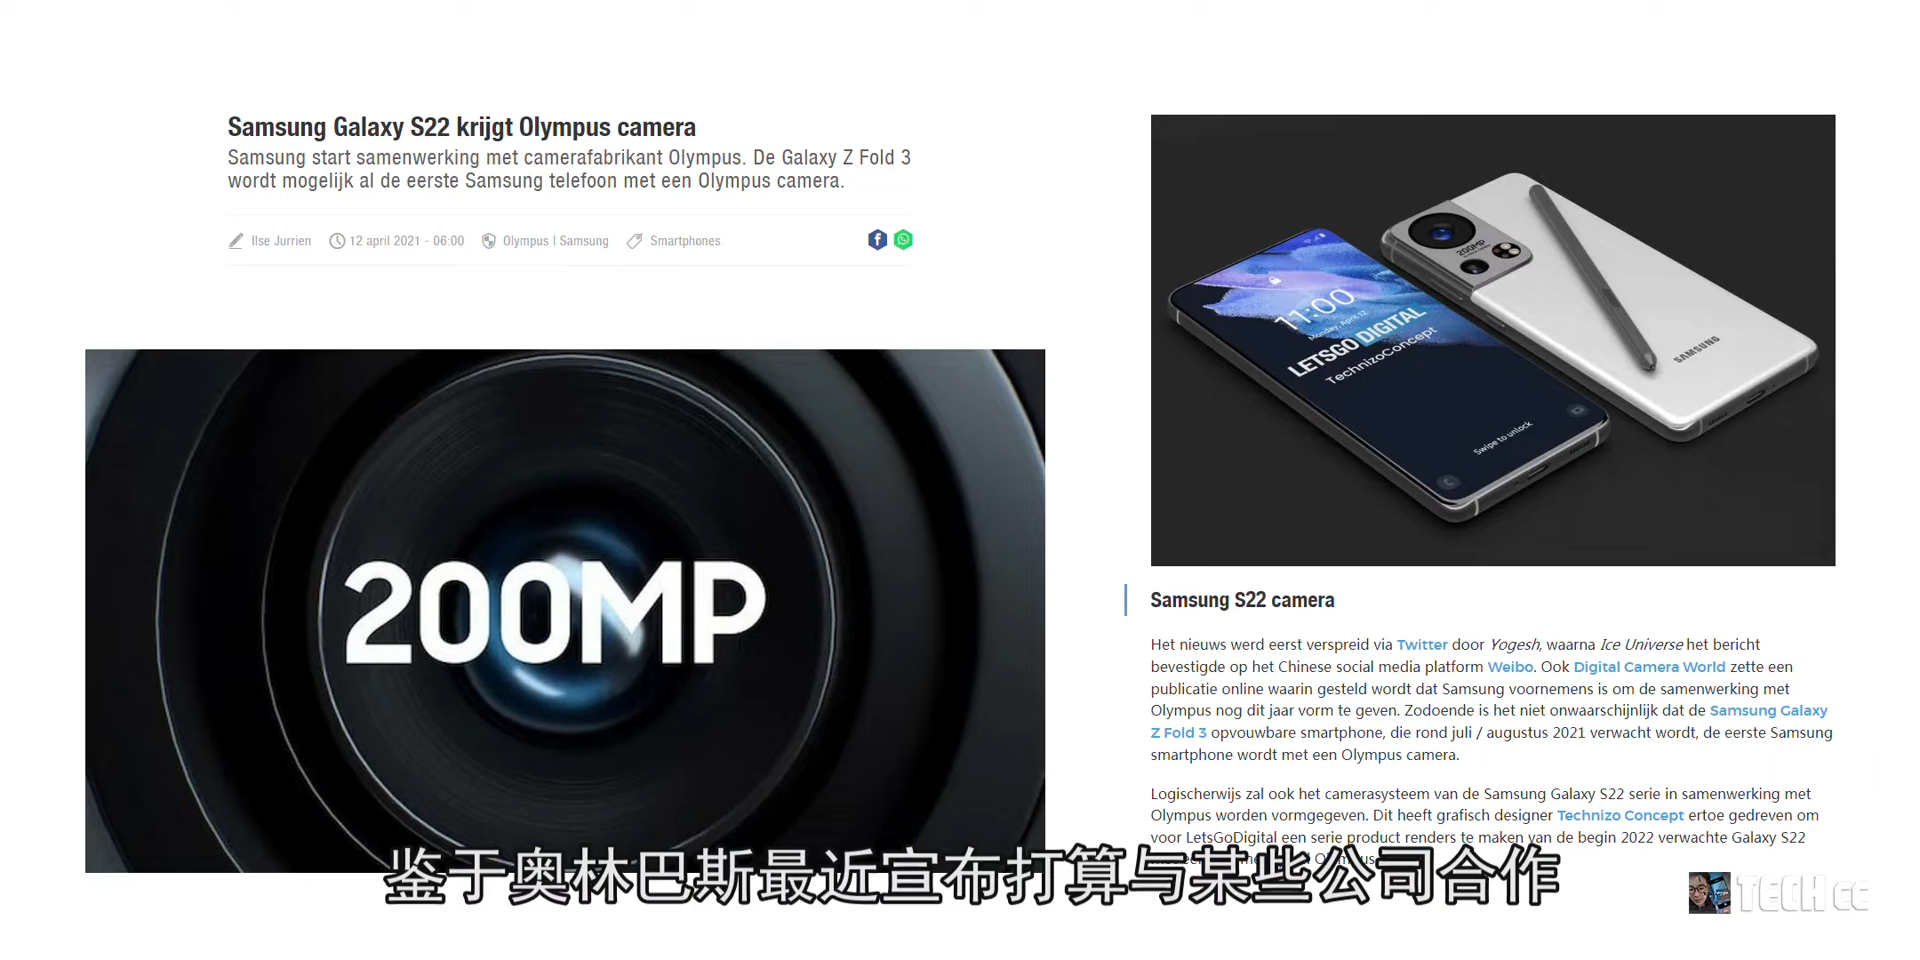 Samsung Galaxy S22 krijgt Olympus camera
Samsung start samenwerking met camerafabrikant Olympus. De Galaxy Z Fold 3
wordt mogelijk al de eerste Samsung telefoon met een Olympus camera.
Ilse Jurrien 12 april 2021 - 06:00 Olympus | Samsung Smartphones
200MP
200MP
11:00
Monday, April 12
LETSGO DIGITAL
TechnizoConcept
Swipe to unlock
SAMSUNG
Samsung S22 camera
Het nieuws werd eerst verspreid via Twitter door Yogesh, waarna Ice Universe het bericht
bevestigde op het Chinese social media platform Weibo. Ook Digital Camera World zette een
publicatie online waarin gesteld wordt dat Samsung voornemens is om de samenwerking met
Olympus nog dit jaar vorm te geven. Zodoende is het niet onwaarschijnlijk dat de Samsung Galaxy
Z Fold 3 opvouwbare smartphone, die rond juli / augustus 2021 verwacht wordt, de eerste Samsung
smartphone wordt met een Olympus camera.
Logischerwijs zal ook het camerasysteem van de Samsung Galaxy S22 serie in samenwerking met
Olympus worden vormgegeven. Dit heeft grafisch designer Technizo Concept ertoe gedreven om
voor LetsGoDigital een serie product renders te maken van de begin 2022 verwachte Galaxy S22
鉴于奥林巴斯最近宣布打算与某些公司合作
TECH CE